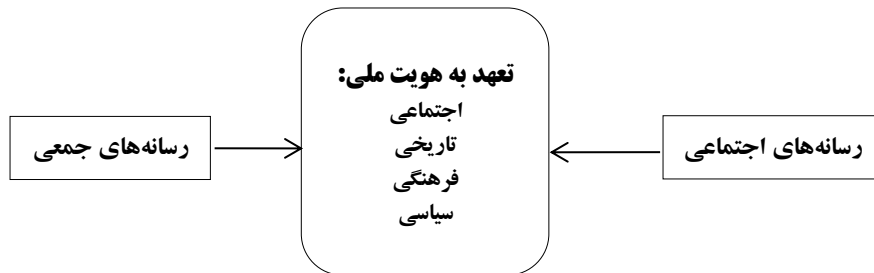 تعهد به هویت ملی:
اجتماعی
تاریخی
فرهنگی
سیاسی
رسانه‌های اجتماعی
رسانه‌های جمعی